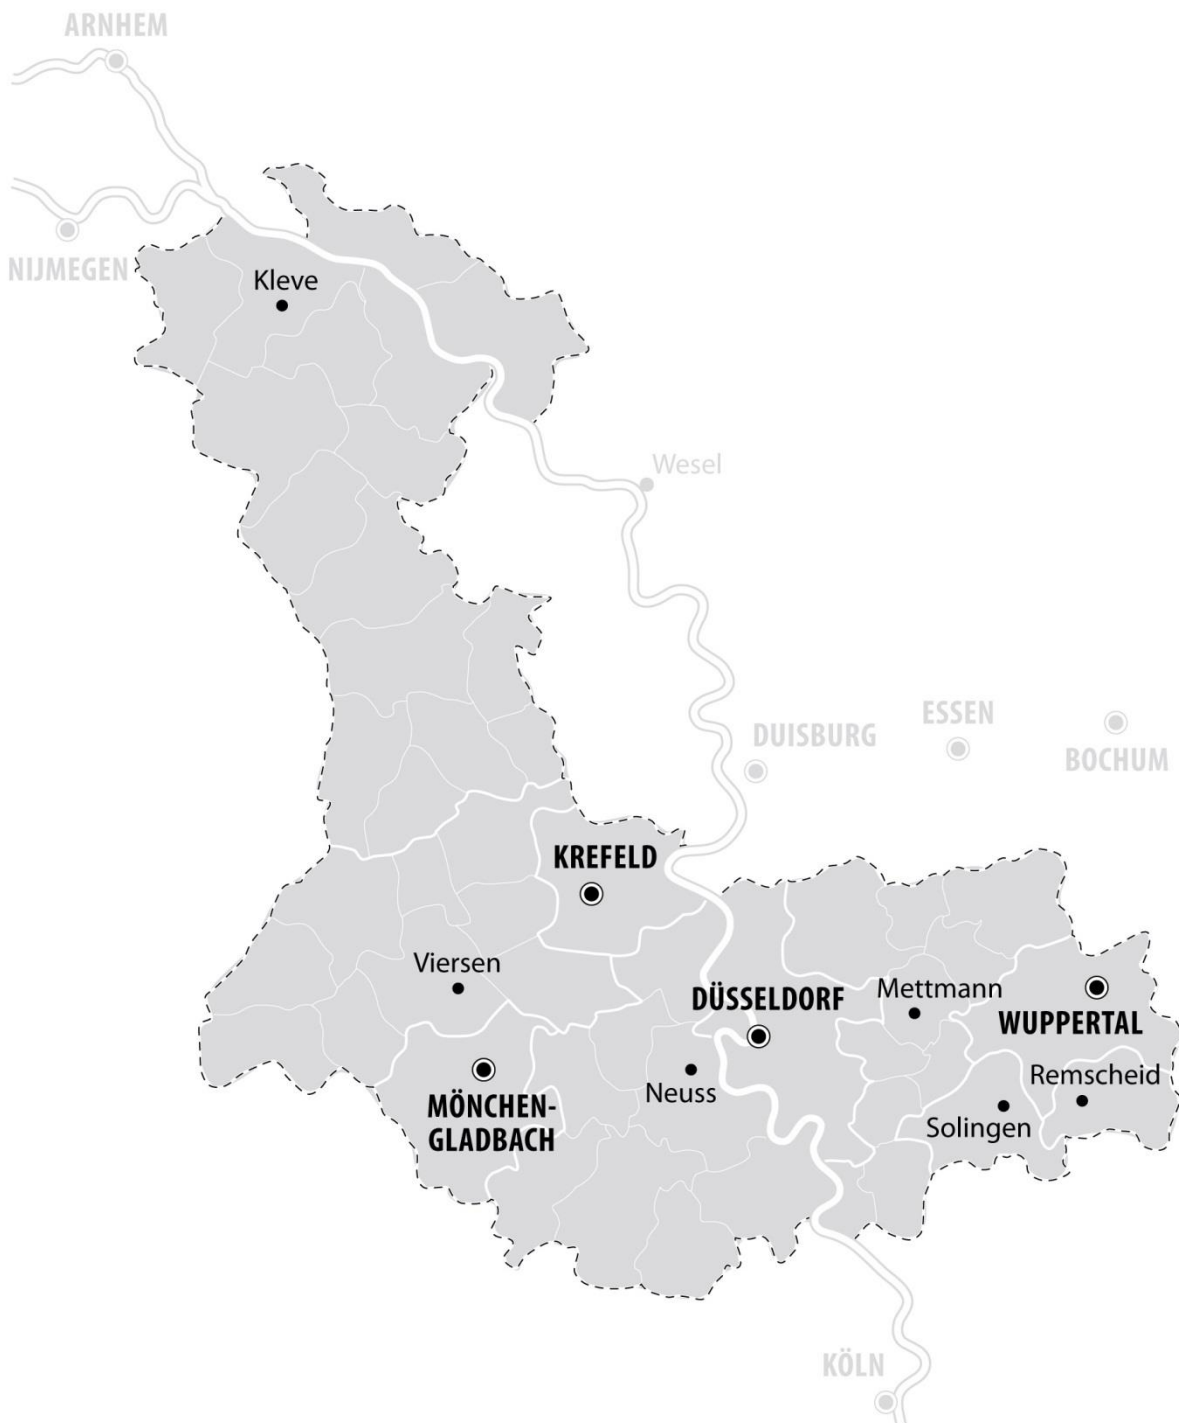 ARNHEM
NIJMEGEN
Kleve
Wesel
DUISBURG
ESSEN
BOCHUM
KREFELD
Viersen
DÜSSELDORF
Mettmann
WUPPERTAL
MÖNCHEN-
GLADBACH
Neuss
Remscheid
Solingen
KÖLN